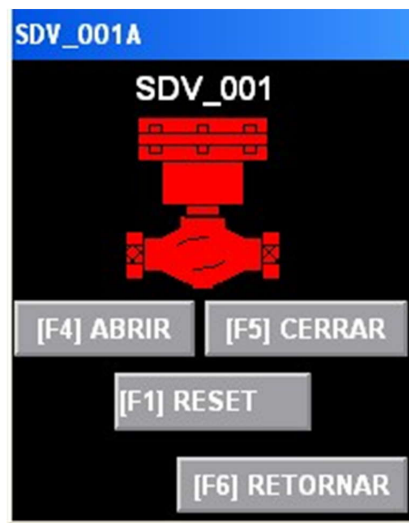 SDV_001A
SDV_001
[F4] ABRIR
[F5] CERRAR
[F1] RESET
[F6] RETORNAR